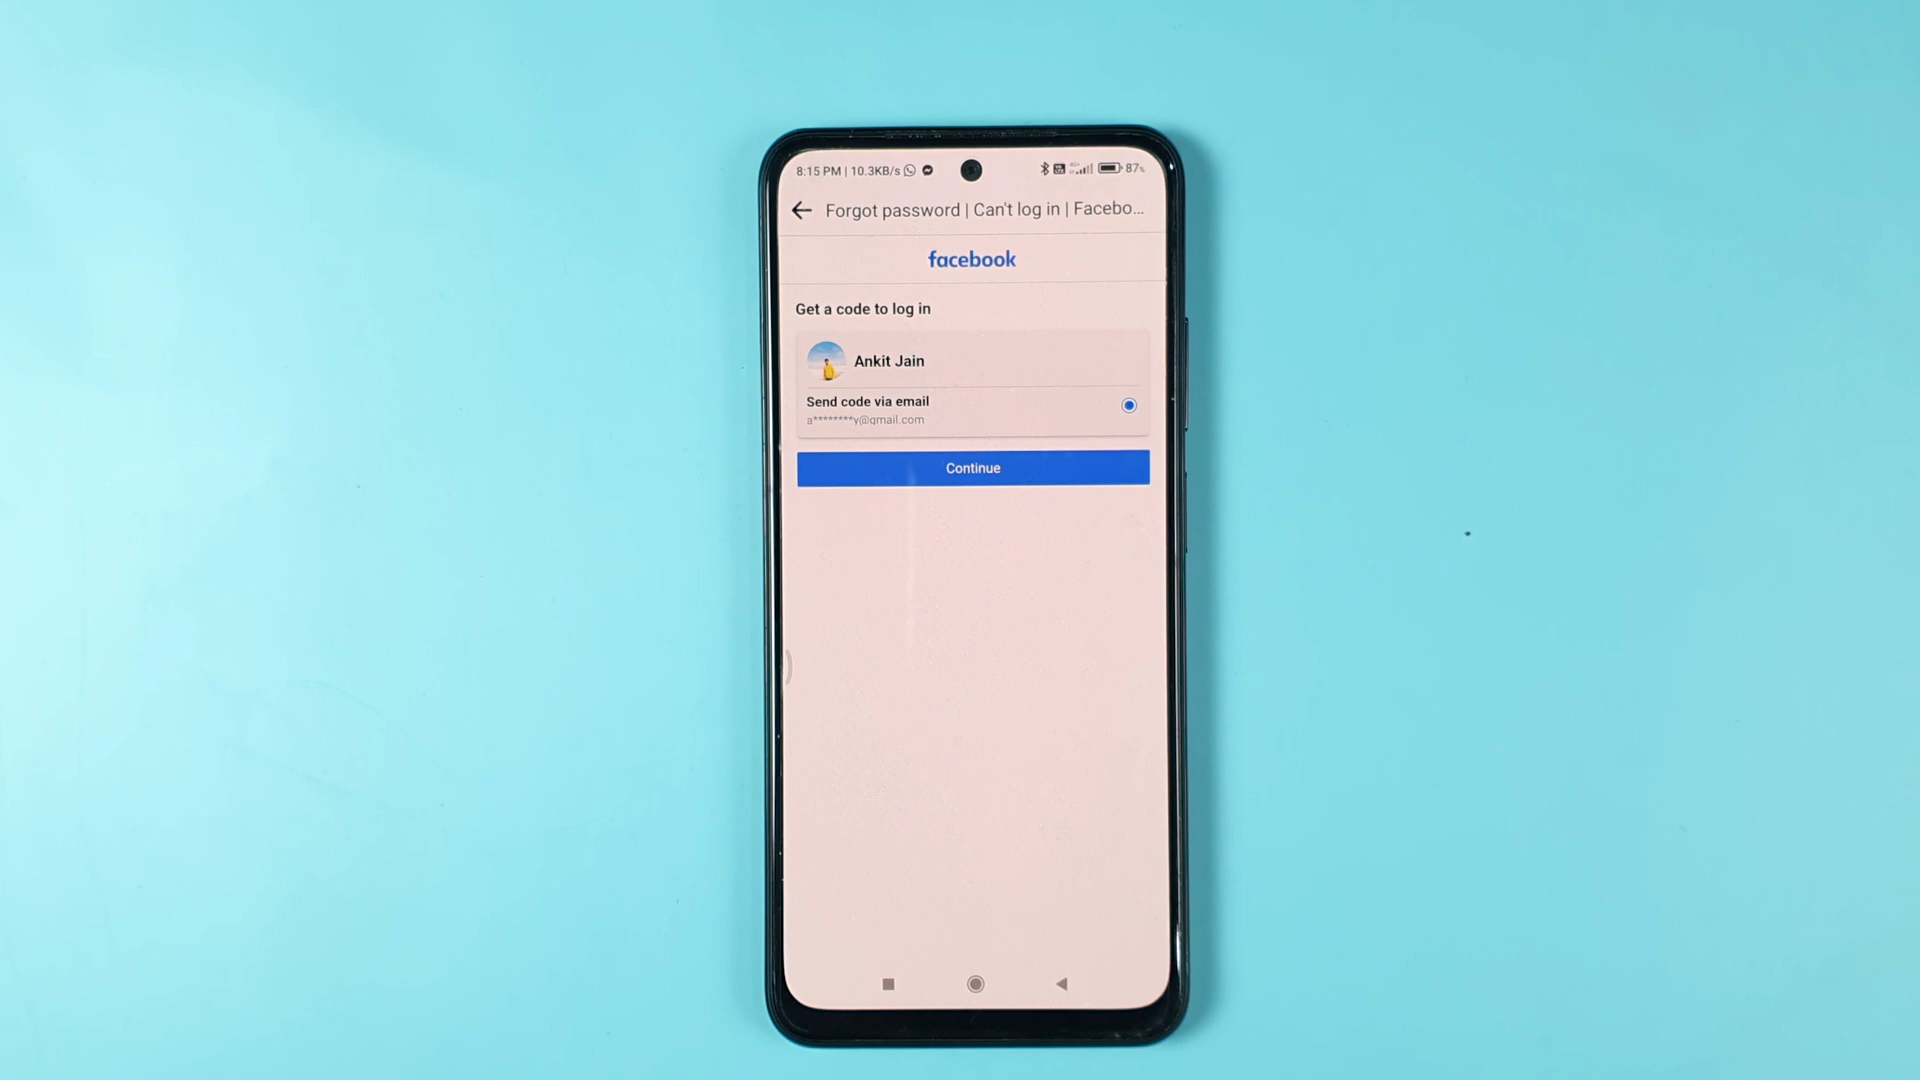 8:15 PM | 10.3KB/s 87%
Forgot password | Can't log in | Facebo...
facebook
Get a code to log in
Ankit Jain
Send code via email
a********y@gmail.com
Continue